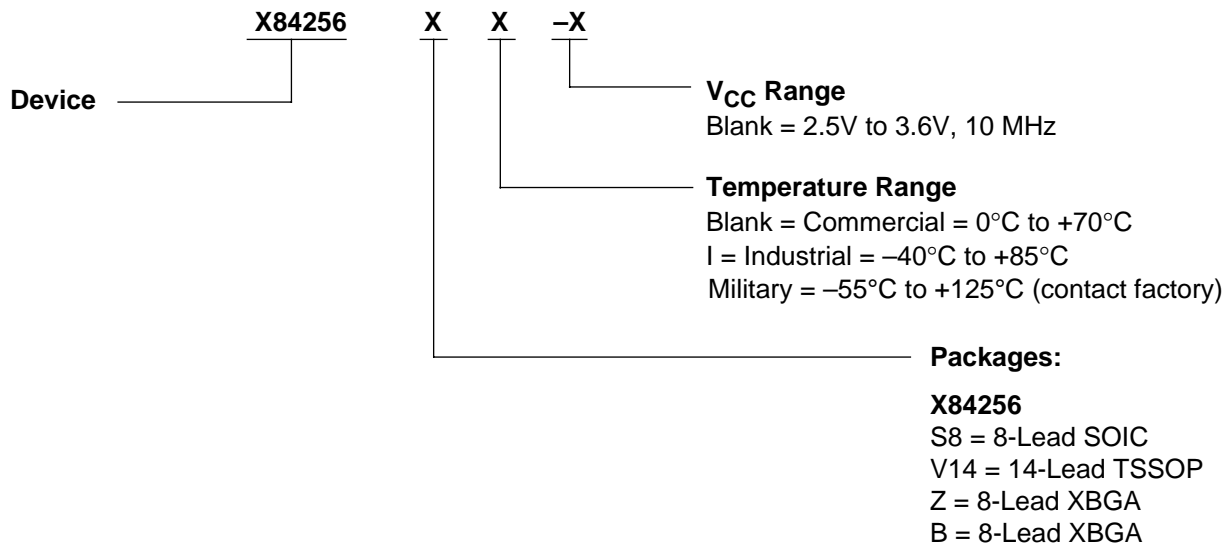 X84256 X X –X
Device
VCC Range
Blank = 2.5V to 3.6V, 10 MHz
Temperature Range
Blank = Commercial = 0°C to +70°C
I = Industrial = –40°C to +85°C
Military = –55°C to +125°C (contact factory)
Packages:
X84256
S8 = 8-Lead SOIC
V14 = 14-Lead TSSOP
Z = 8-Lead XBGA
B = 8-Lead XBGA